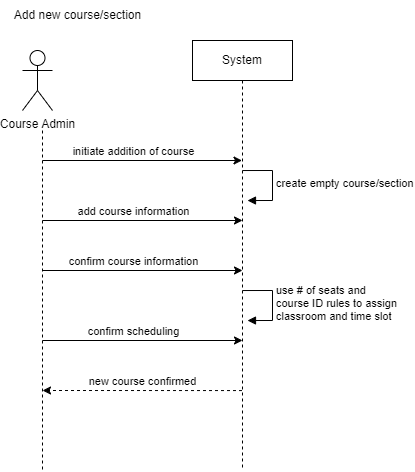 Add new course/section
System
Course Admin
initiate addition of course
create empty course/section
add course information
confirm course information
use # of seats and
course ID rules to assign
classroom and time slot
confirm scheduling
new course confirmed